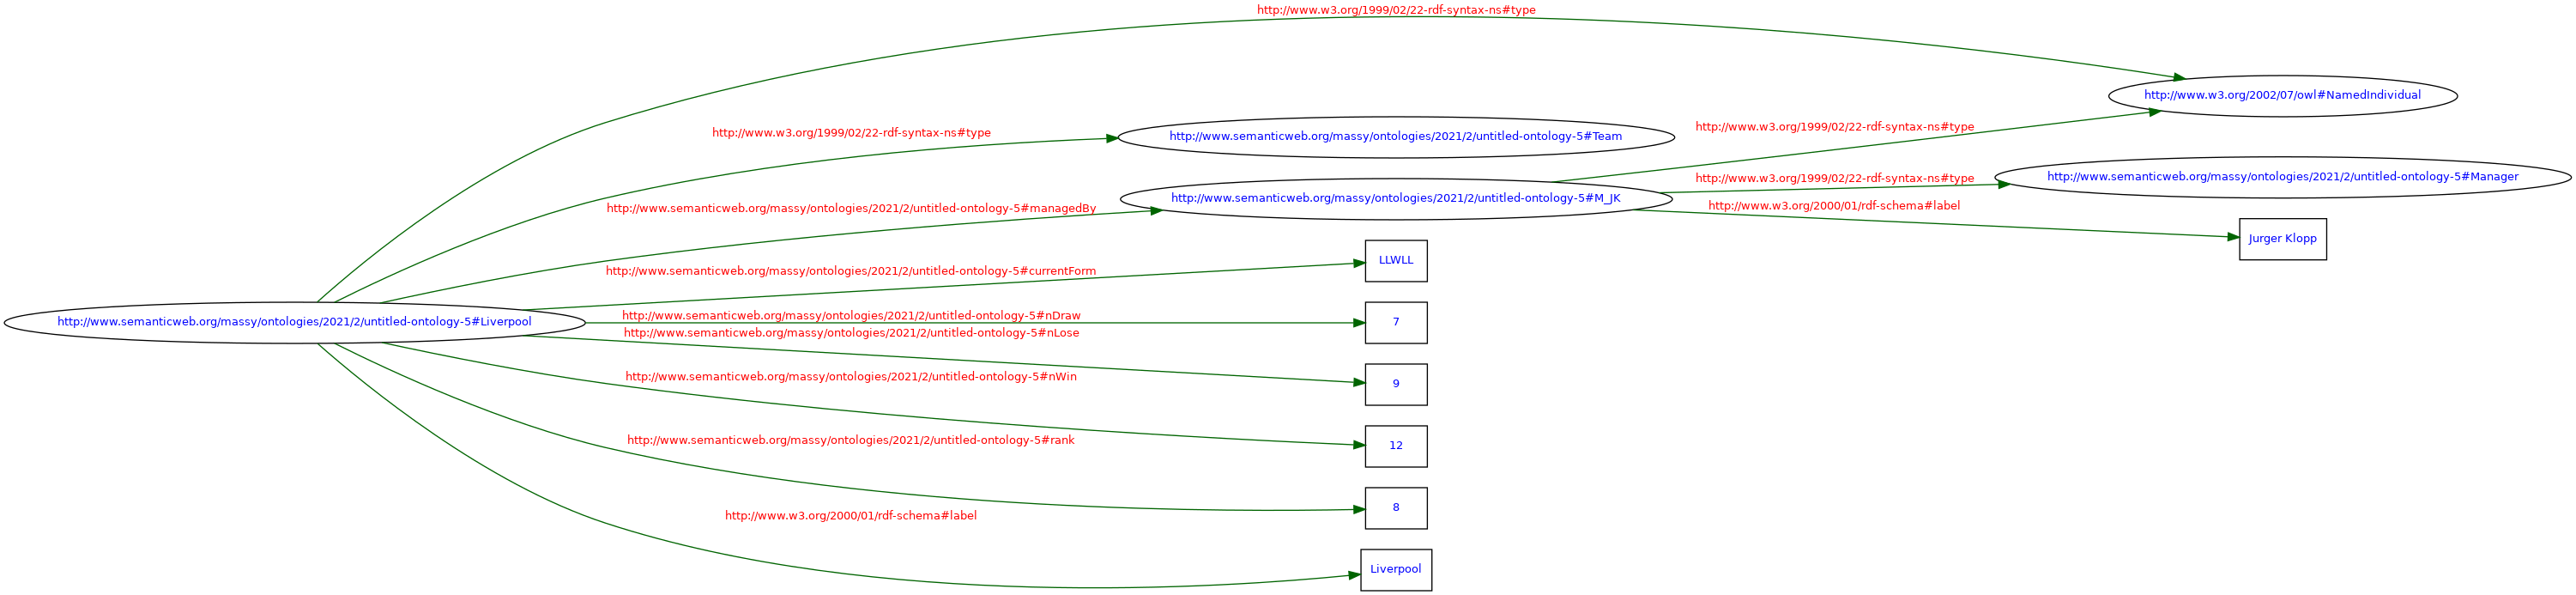 http://www.w3.org/1999/02/22-rdf-syntax-ns#type
http://www.w3.org/2002/07/owl#NamedIndividual
http://www.w3.org/1999/02/22-rdf-syntax-ns#type
http://www.semanticweb.org/massy/ontologies/2021/2/untitled-ontology-5#Team
http://www.w3.org/1999/02/22-rdf-syntax-ns#type
http://www.w3.org/1999/02/22-rdf-syntax-ns#type
http://www.semanticweb.org/massy/ontologies/2021/2/untitled-ontology-5#Manager
http://www.semanticweb.org/massy/ontologies/2021/2/untitled-ontology-5#managedBy
http://www.semanticweb.org/massy/ontologies/2021/2/untitled-ontology-5#M_JK
http://www.w3.org/2000/01/rdf-schema#label
Jurger Klopp
http://www.semanticweb.org/massy/ontologies/2021/2/untitled-ontology-5#currentForm
LLWLL
http://www.semanticweb.org/massy/ontologies/2021/2/untitled-ontology-5#Liverpool
http://www.semanticweb.org/massy/ontologies/2021/2/untitled-ontology-5#nDraw
7
http://www.semanticweb.org/massy/ontologies/2021/2/untitled-ontology-5#nLose
9
http://www.semanticweb.org/massy/ontologies/2021/2/untitled-ontology-5#nWin
12
http://www.semanticweb.org/massy/ontologies/2021/2/untitled-ontology-5#rank
8
http://www.w3.org/2000/01/rdf-schema#label
Liverpool